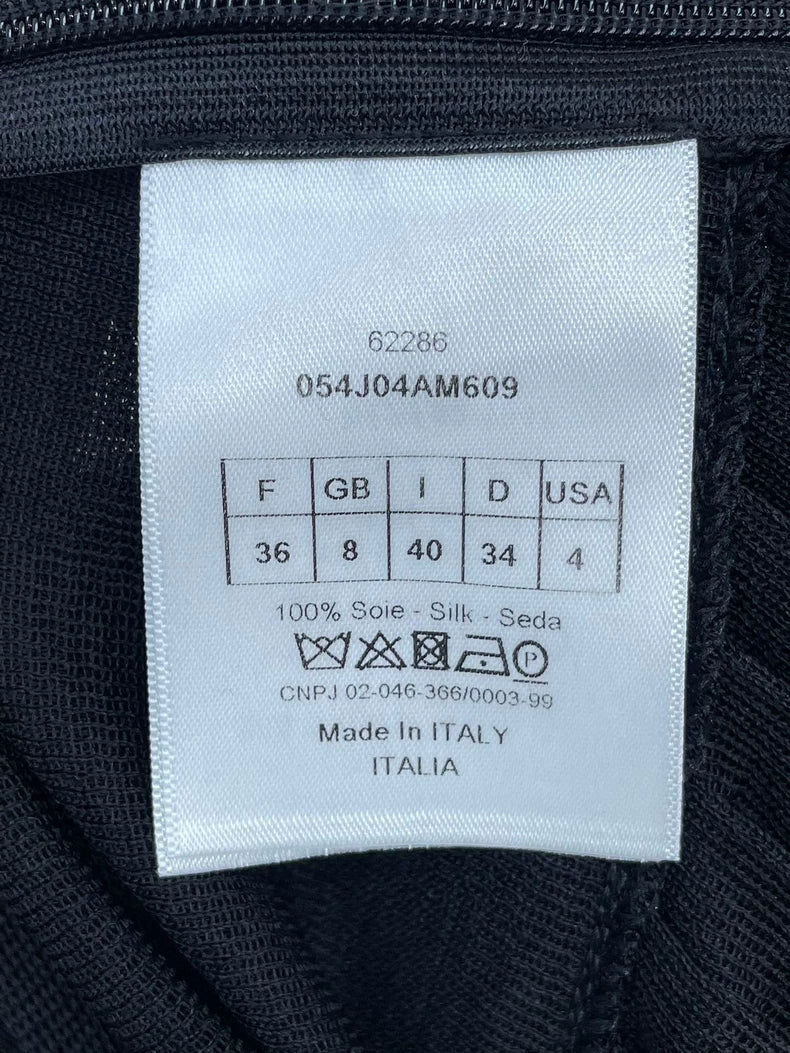 62286
054J04AM609
F GB I D USA
36 8 40 34 4
100% Soie - Silk - Seda
P
CNPJ 02-046-366/0003-99
Made In ITALY
ITALIA